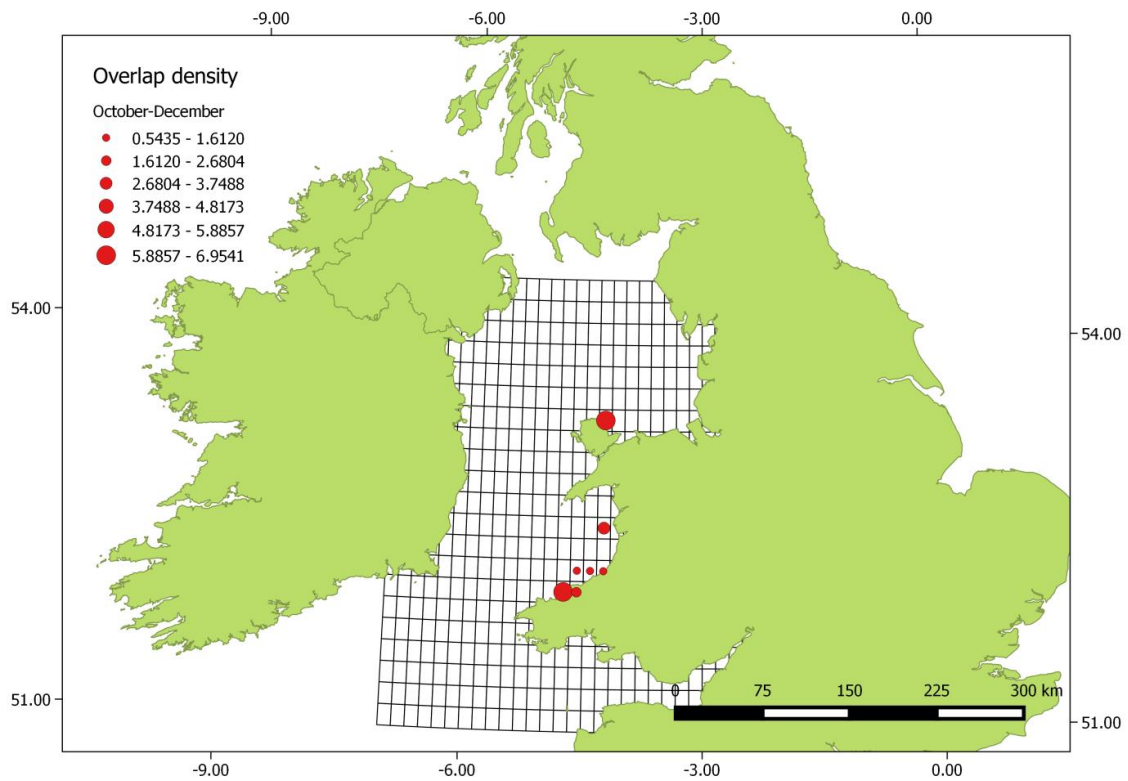 -9.00 -6.00 -3.00 0.00
Overlap density
October-December
0.5435 - 1.6120
1.6120 - 2.6804
2.6804 - 3.7488
3.7488 - 4.8173
4.8173 - 5.8857
5.8857 - 6.9541
54.00 54.00
51.00 51.00
0 75 150 225 300 km
-9.00 -6.00 -3.00 0.00